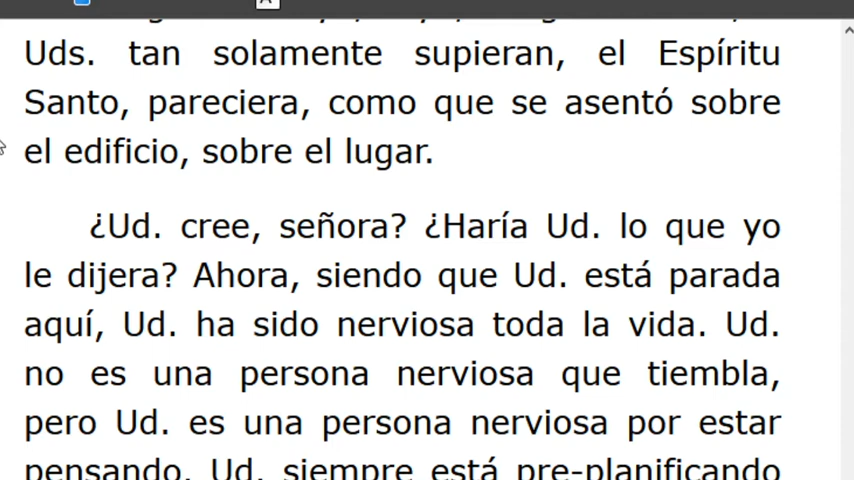 Uds. tan solamente supieran, el Espíritu
Santo, pareciera, como que se asentó sobre
el edificio, sobre el lugar.
¿Ud. cree, señora? ¿Haría Ud. lo que yo
le dijera? Ahora, siendo que Ud. está parada
aquí, Ud. ha sido nerviosa toda la vida. Ud.
no es una persona nerviosa que tiembla,
pero Ud. es una persona nerviosa por estar
pensando. Ud. siempre está pre-planificando